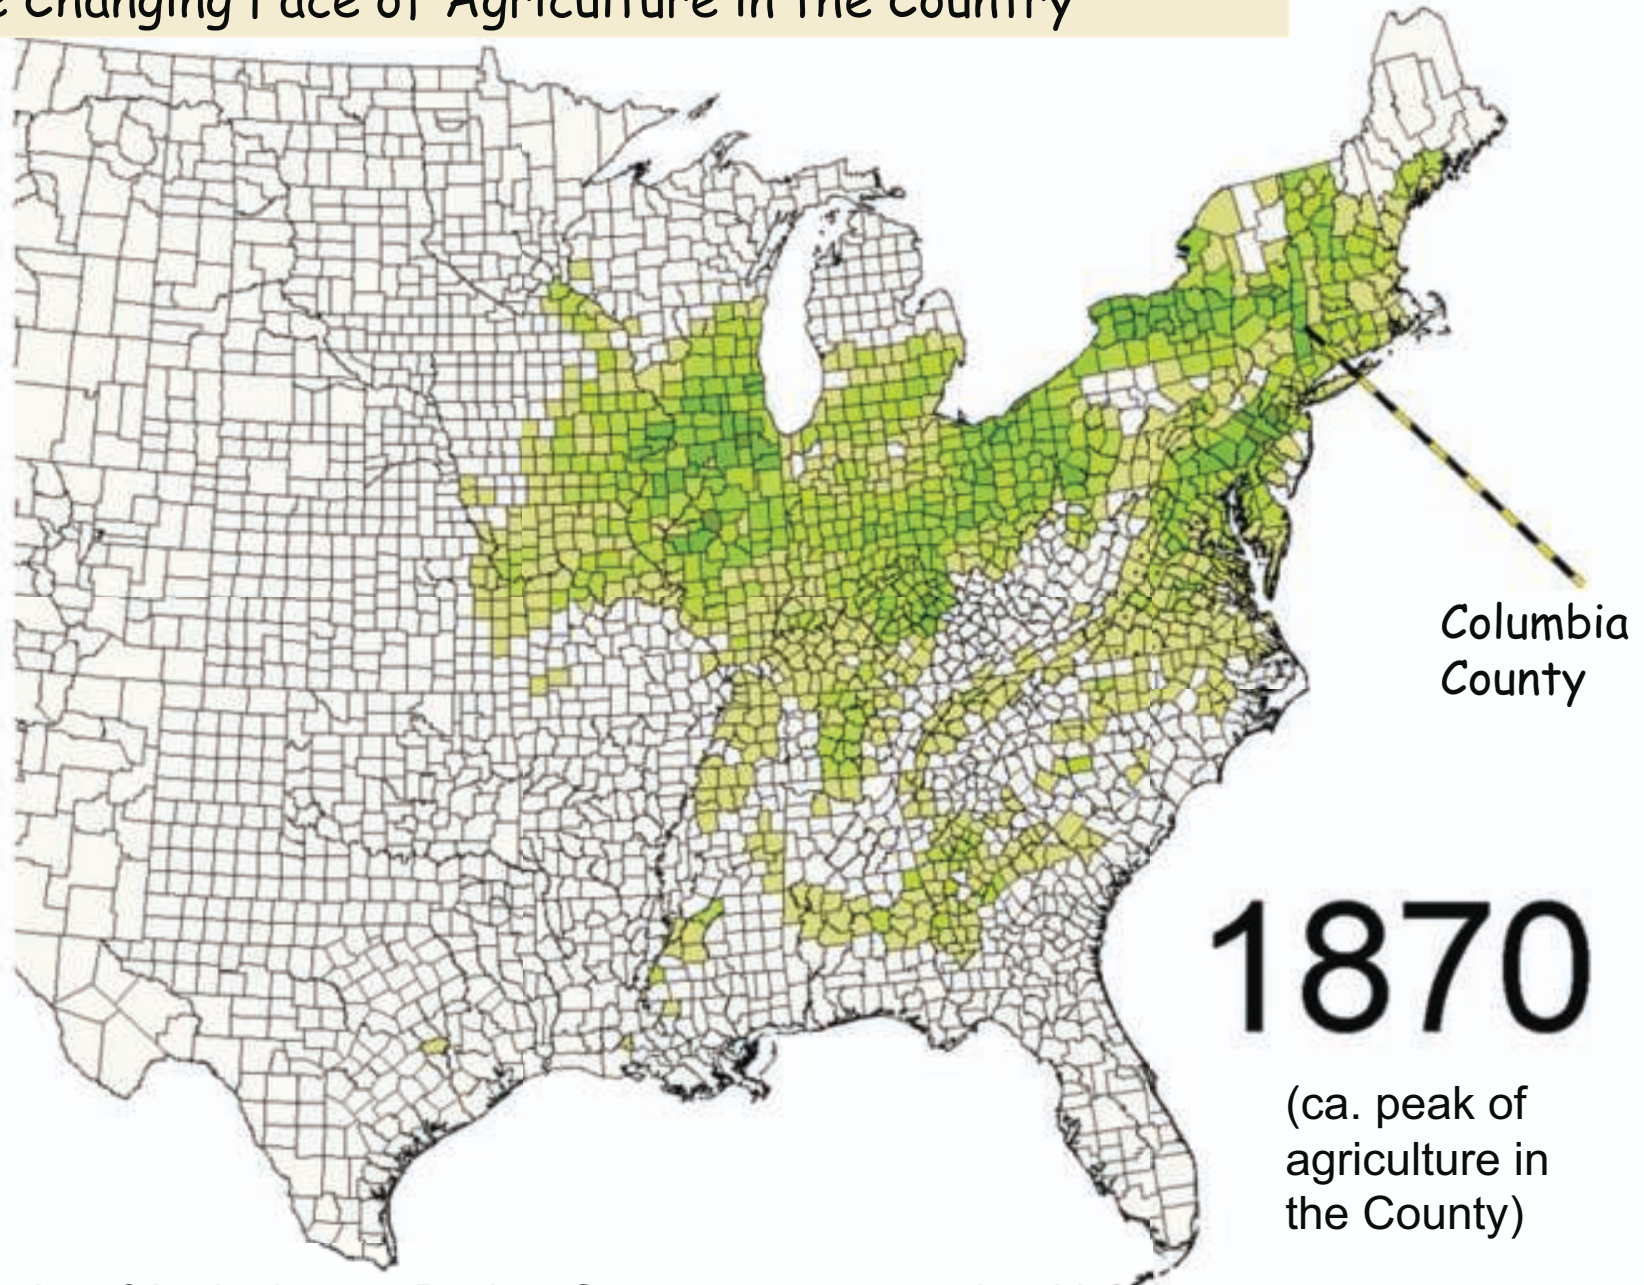 Changing Face of Agriculture in the Country
Columbia
County
1870
(ca. peak of
agriculture in
the County)